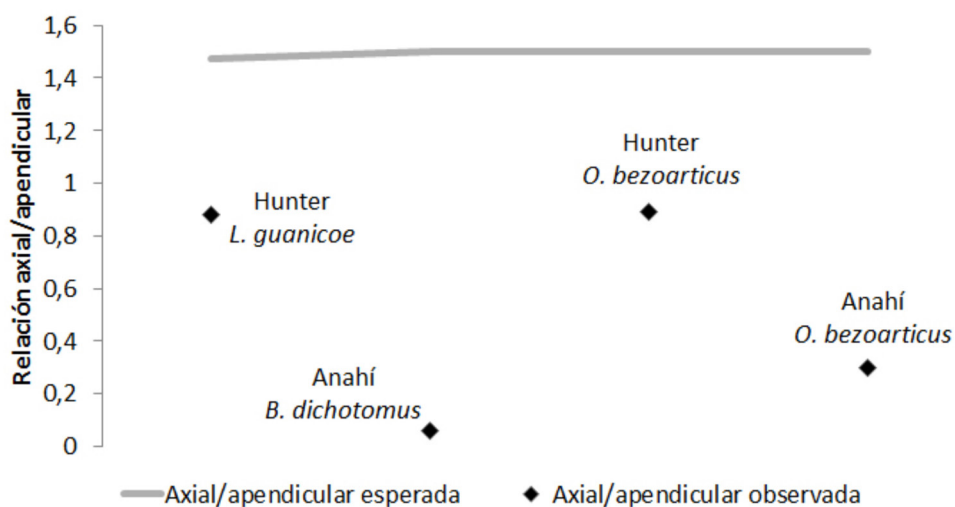 Relación axial/apendicular
1,6
1,4
1,2
1
0,8
0,6
0,4
0,2
0
Hunter
L. guanicoe
Anahí
B. dichotomus
Hunter
O. bezoarticus
Anahí
O. bezoarticus
Axial/apendicular esperada
Axial/apendicular observada